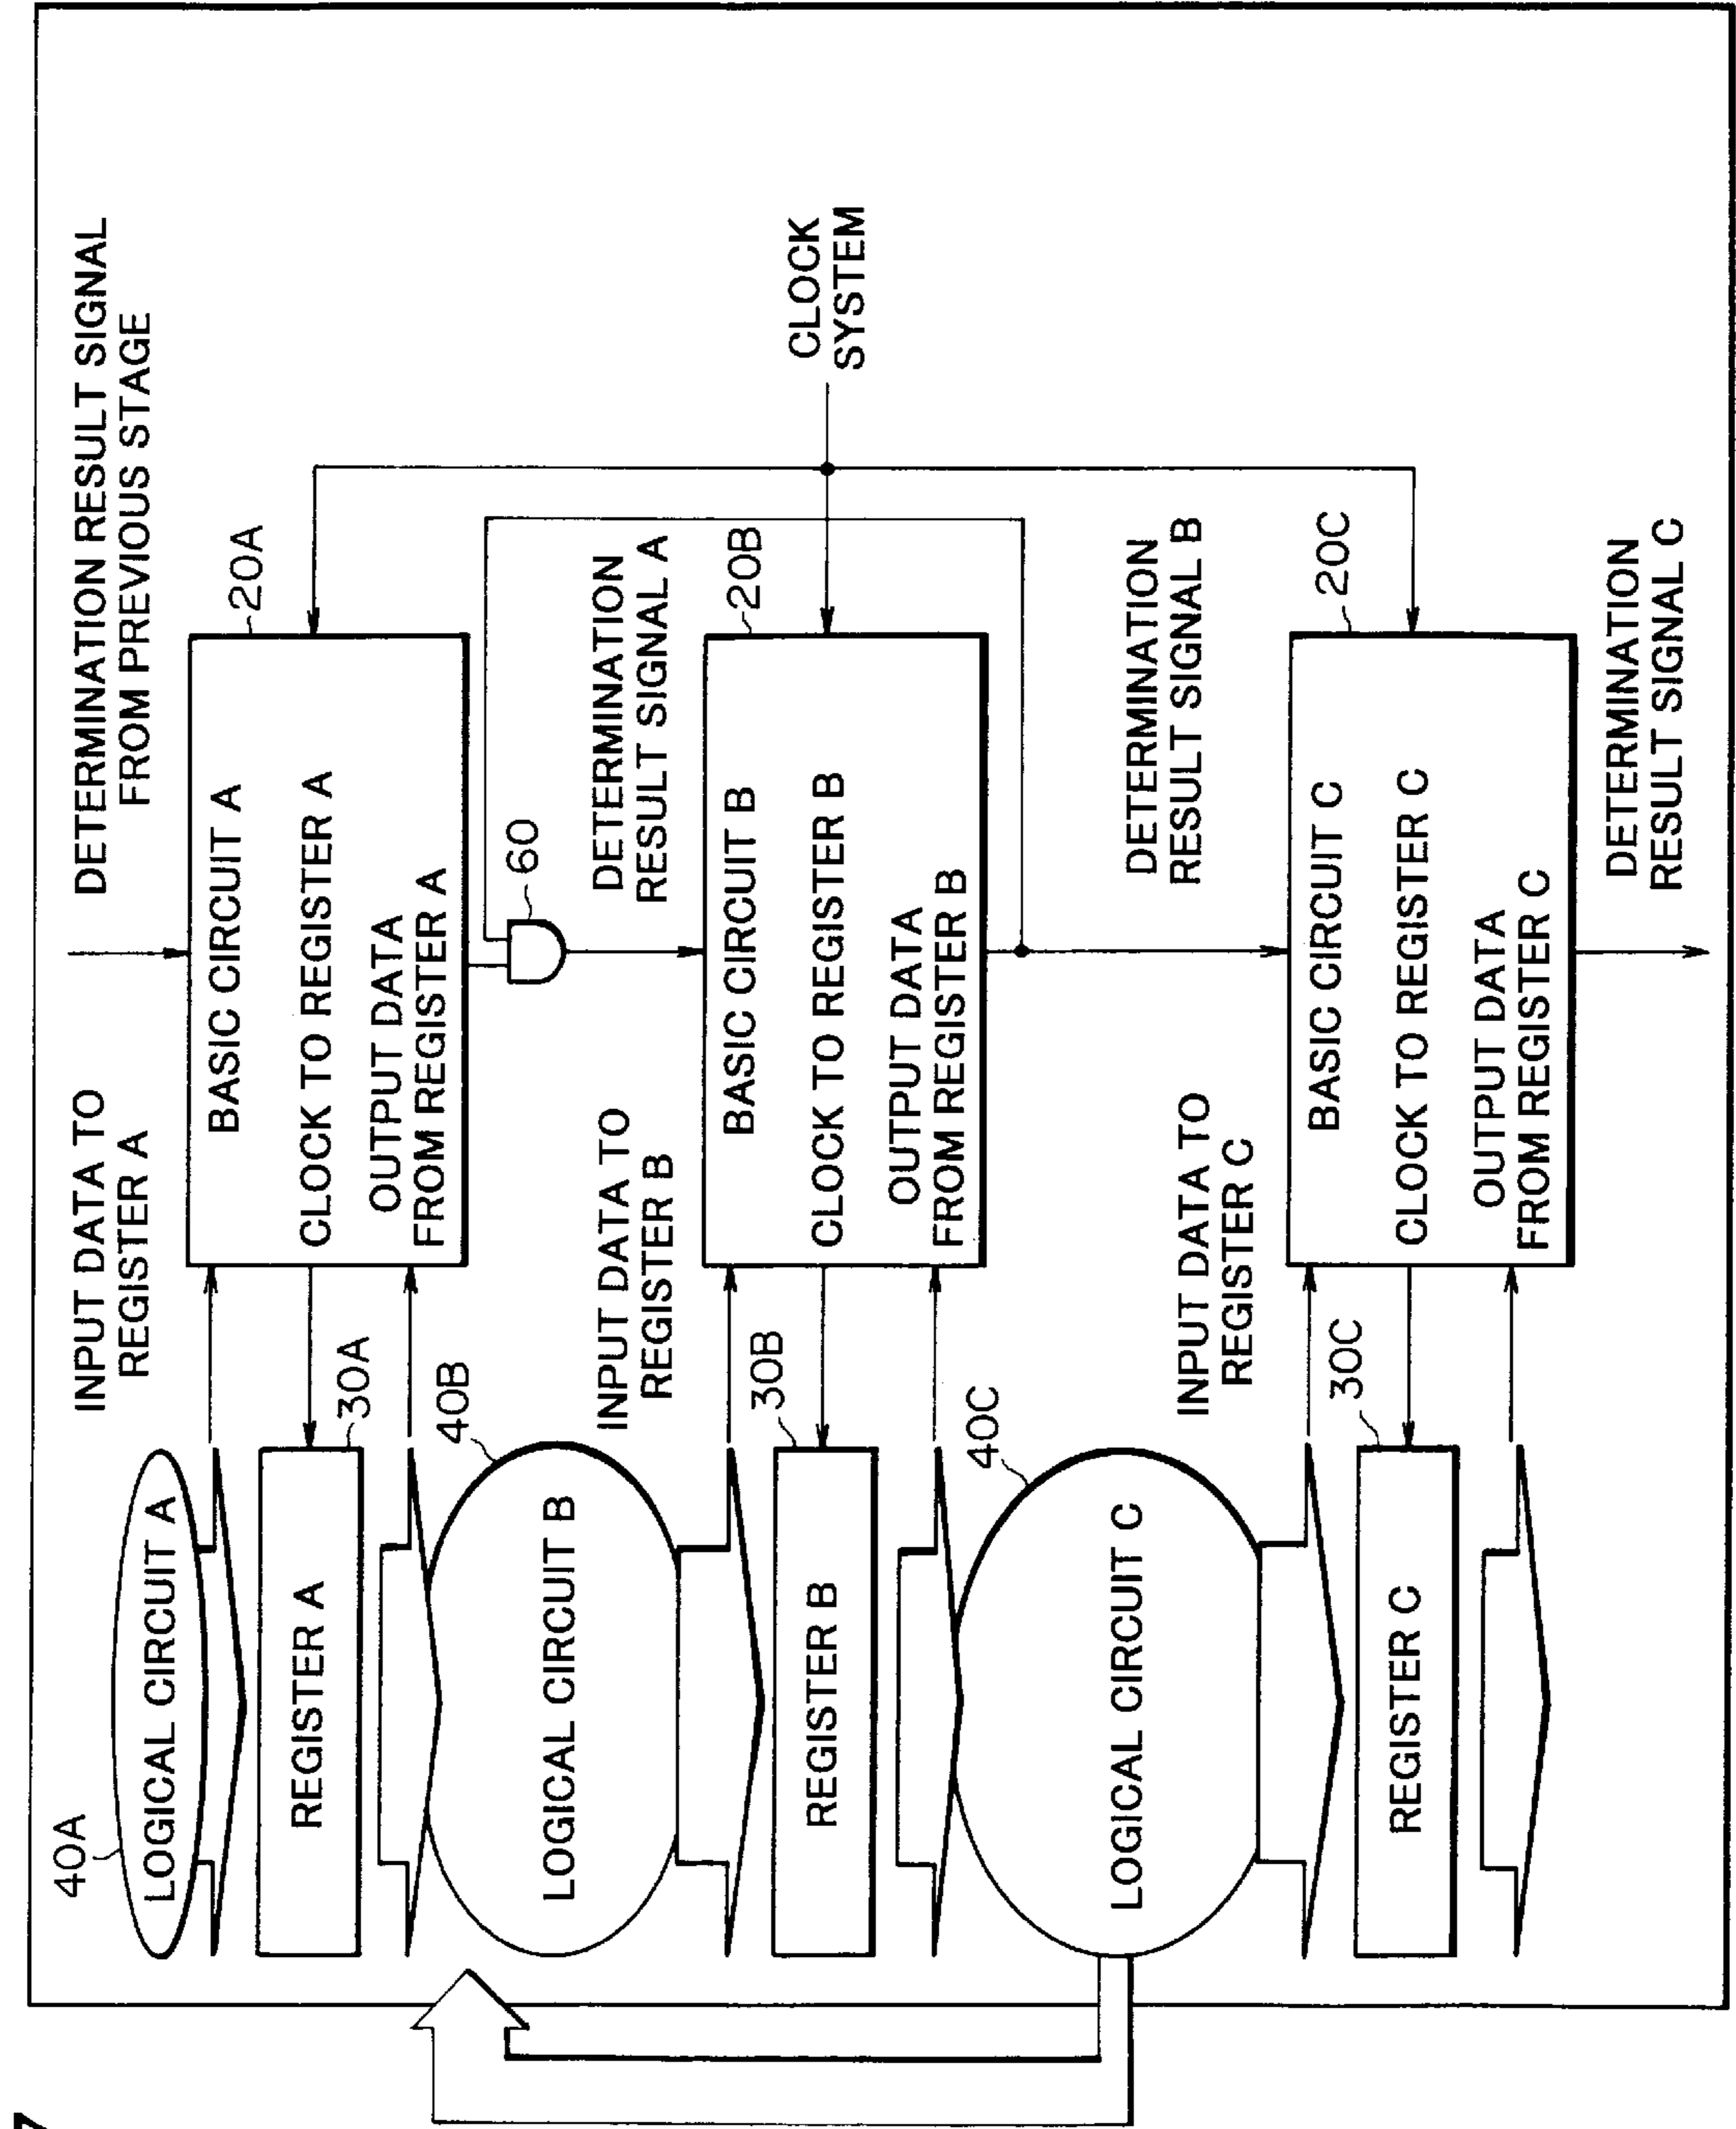 7
40A
LOGICAL CIRCUIT A
INPUT DATA TO
REGISTER A
DETERMINATION RESULT SIGNAL
FROM PREVIOUS STAGE
REGISTER A
30A
BASIC CIRCUIT A
20A
CLOCK TO REGISTER A
OUTPUT DATA
FROM REGISTER A
40B
LOGICAL CIRCUIT B
60
INPUT DATA TO
REGISTER B
DETERMINATION
RESULT SIGNAL A
REGISTER B
30B
BASIC CIRCUIT B
20B
CLOCK TO REGISTER B
OUTPUT DATA
FROM REGISTER B
CLOCK
SYSTEM
40C
LOGICAL CIRCUIT C
INPUT DATA TO
REGISTER C
DETERMINATION
RESULT SIGNAL B
REGISTER C
30C
BASIC CIRCUIT C
20C
CLOCK TO REGISTER C
OUTPUT DATA
FROM REGISTER C
DETERMINATION
RESULT SIGNAL C